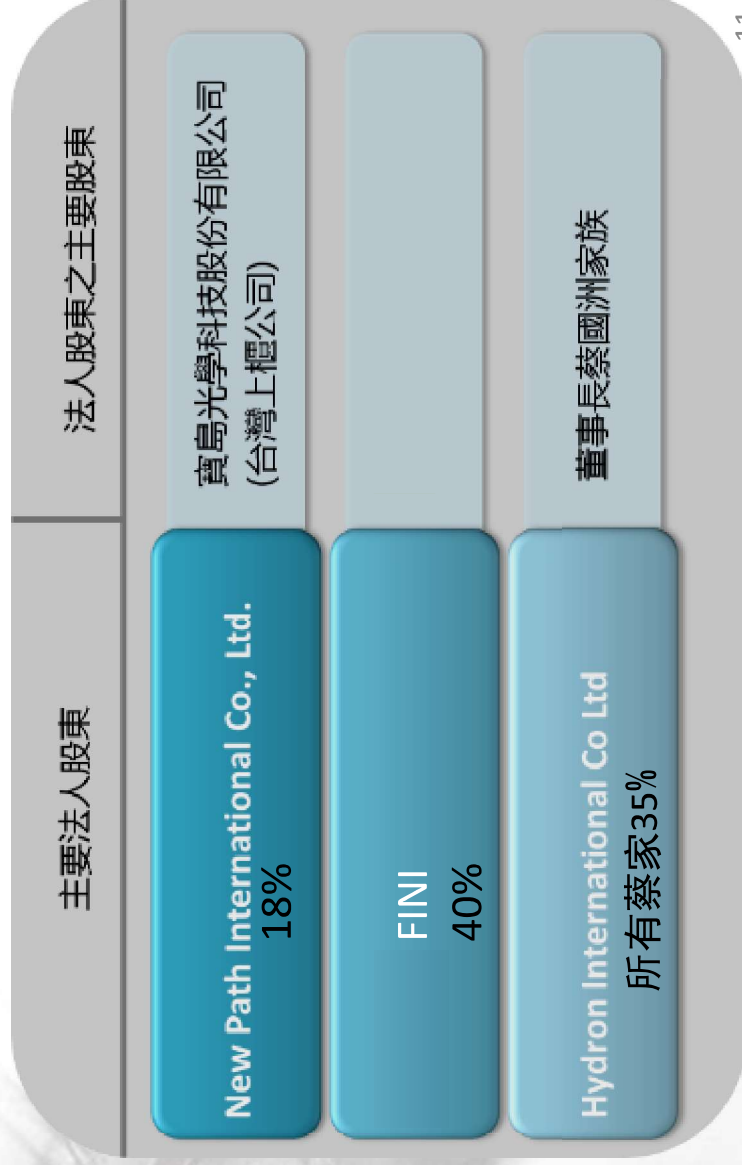 主要法人股東
法人股東之主要股東
New Path International Co., Ltd.
18%
寶島光學科技股份有限公司
(台灣上櫃公司)
FINI
40%
Hydron International Co Ltd
所有蔡家35%
董事長蔡國洲家族
11